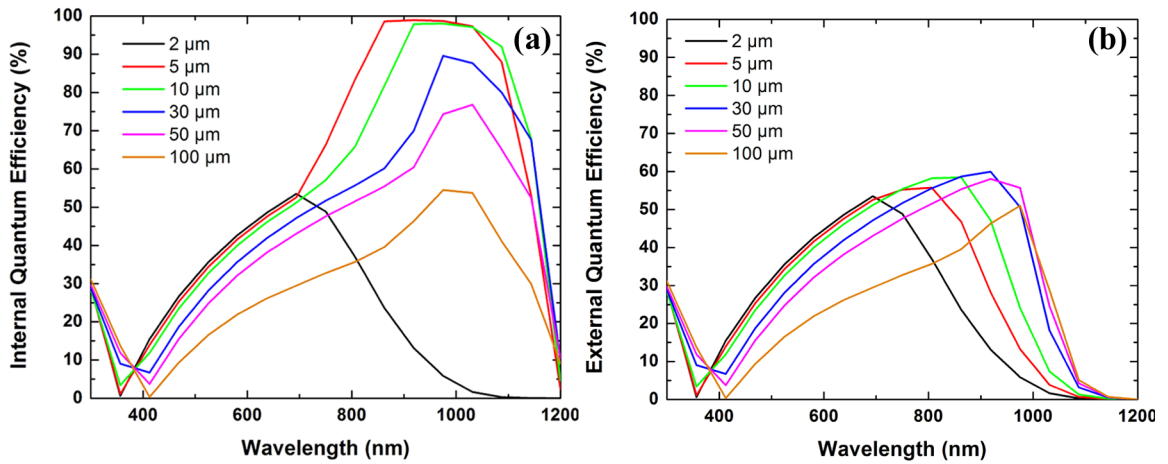 (a)
2 µm
5 µm
10 µm
30 µm
50 µm
100 µm
Internal Quantum Efficiency (%)
100
90
80
70
60
50
40
30
20
10
0
400
600
800
1000
1200
Wavelength (nm)
(b)
2 µm
5 µm
10 µm
30 µm
50 µm
100 µm
External Quantum Efficiency (%)
100
90
80
70
60
50
40
30
20
10
0
400
600
800
1000
1200
Wavelength (nm)